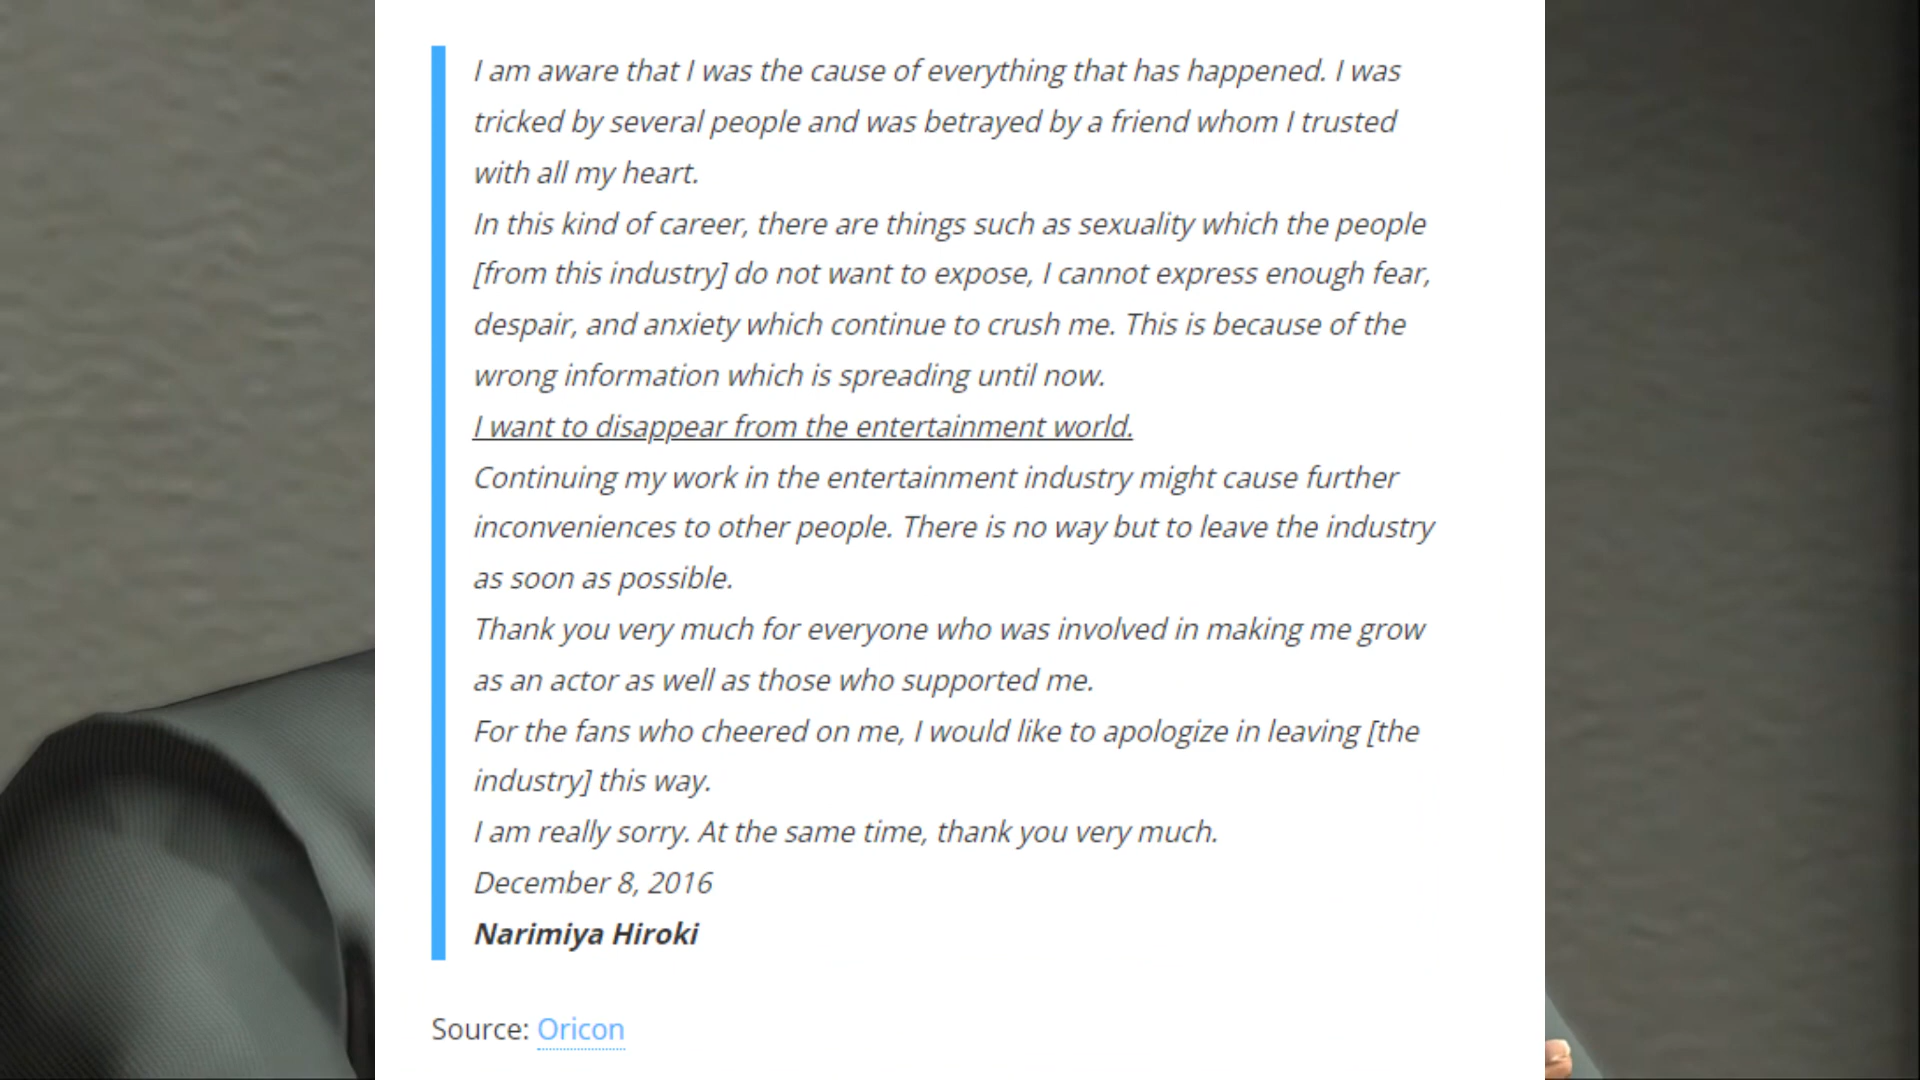 I am aware that I was the cause of everything that has happened. I was
tricked by several people and was betrayed by a friend whom I trusted
with all my heart.
In this kind of career, there are things such as sexuality which the people
[from this industry] do not want to expose, I cannot express enough fear,
despair, and anxiety which continue to crush me. This is because of the
wrong information which is spreading until now.
I want to disappear from the entertainment world.
Continuing my work in the entertainment industry might cause further
inconveniences to other people. There is no way but to leave the industry
as soon as possible.
Thank you very much for everyone who was involved in making me grow
as an actor as well as those who supported me.
For the fans who cheered on me, I would like to apologize in leaving [the
industry] this way.
I am really sorry. At the same time, thank you very much.
December 8, 2016
Narimiya Hiroki
Source: Oricon